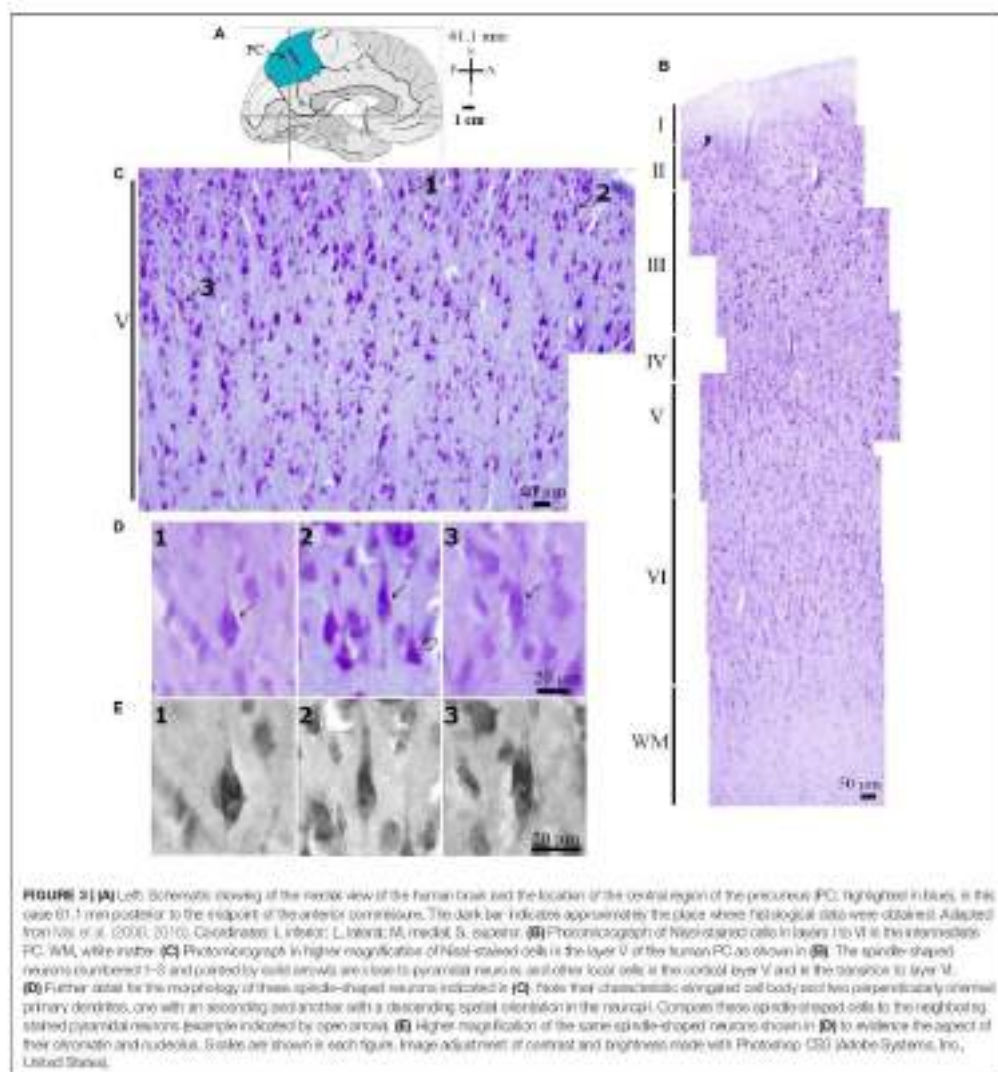 A
PC
61.1 mm
S
P A
1 cm
B
I
II
III
IV
V
VI
WM
50 µm
C
1
2
3
V
40 µm
D
1
2
3
20 µm
E
1
2
3
20 µm
FIGURE 3 | (A) Left: Schematic drawing of the medial view of the human brain and the location of the central region of the precuneus (PC, highlighted in blue), in this
case 61.1 mm posterior to the endpoint of the anterior commissure. The dark bar indicates approximately the place where histological data were obtained. Adapted
from Mai et al. Coordinates: I, inferior; L, lateral; M, medial; S, superior. (B) Photomicrograph of Nissl-stained cells in layers I to VI in the intermediate
PC. WM, white matter. (C) Photomicrograph in higher magnification of Nissl-stained cells in the layer V of the human PC as shown in (B). The spindle-shaped
neurons (numbered 1–3 and pointed by solid arrows) are close to pyramidal neurons and other local cells in the cortical layer V and in the transition to layer VI.
(D) Further detail for the morphology of these spindle-shaped neurons indicated in (C). Note their characteristic elongated cell body and two perpendicularly oriented
primary dendrites, one with an ascending and another with a descending spatial orientation in the neuropil. Compare these spindle-shaped cells to the neighboring
stained pyramidal neurons (example indicated by open arrow). (E) Higher magnification of the same spindle-shaped neurons shown in (D) to evidence the aspect of
their chromatin and nucleolus. Scales are shown in each figure. Image adjustment of contrast and brightness made with Photoshop CS3 (Adobe Systems, Inc.,
United States).